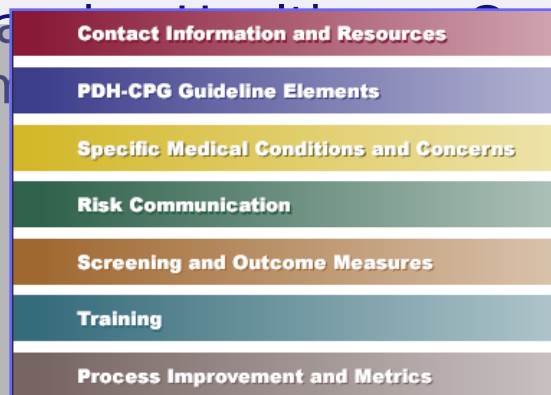 Contact Information and Resources
PDH-CPG Guideline Elements
Specific Medical Conditions and Concerns
Risk Communication
Screening and Outcome Measures
Training
Process Improvement and Metrics